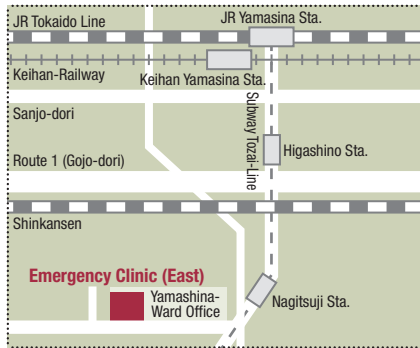 JR Tokaido Line
JR Yamasina Sta.
Keihan-Railway
Keihan Yamasina Sta.
Sanjo-dori
Subway Tozai-Line
Higashino Sta.
Route 1 (Gojo-dori)
Shinkansen
Emergency Clinic (East)
Yamashina-
Ward Office
Nagitsuji Sta.